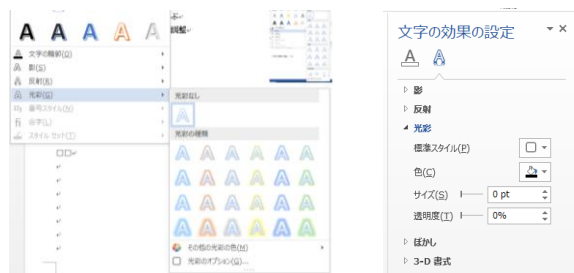 A A A A A
調整
文字の輪郭(O)
影(S)
反射(R)
光彩(G)
番号スタイル(N)
合字(L)
スタイル セット(T)
光彩なし
光彩の種類
その他の光彩の色(M)
光彩のオプション(G)...
文字の効果の設定
影
反射
光彩
標準スタイル(P)
色(C)
サイズ(S) 0 pt
透明度(T) 0%
ぼかし
3-D 書式